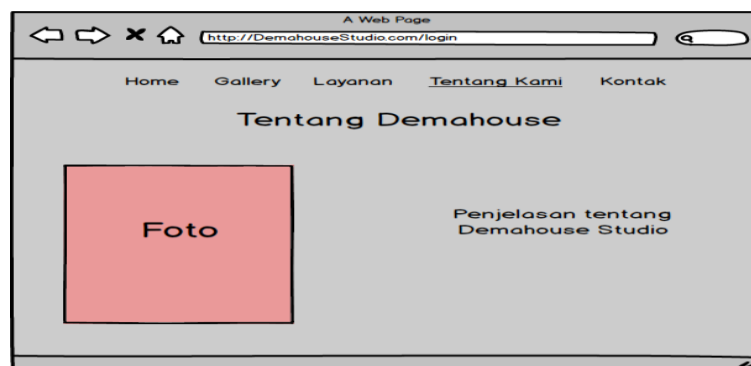 A Web Page
http://DemahouseStudio.com/login
Home Gallery Layanan Tentang Kami Kontak
Tentang Demahouse
Foto
Penjelasan tentang
Demahouse Studio